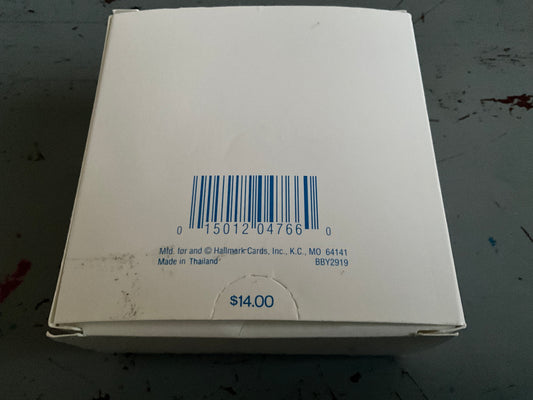 0 15012 04766 0
Mfd. for and © Hallmark Cards, Inc., K.C., MO 64141
Made in Thailand BBY2919
$14.00